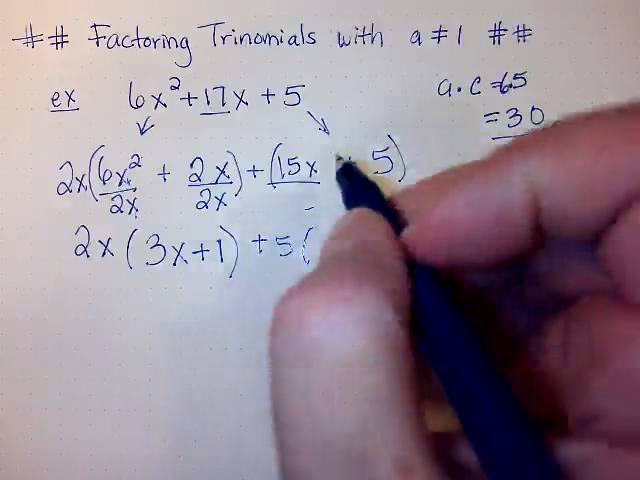 ## Factoring Trinomials with a ≠ 1 ##
ex 6x² + 17x + 5
a·c = 6·5
= 30
2x(6x²/2x + 2x/2x) + (15x 5)
2x(3x+1) + 5(